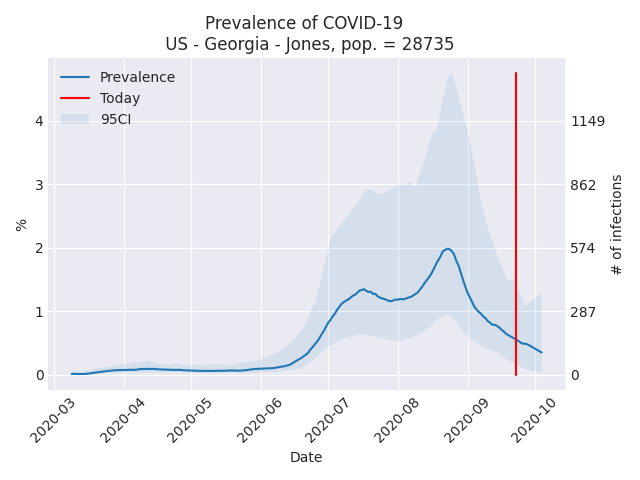 Prevalence of COVID-19
US - Georgia - Jones, pop. = 28735
Prevalence
Today
95CI
4
3
2
1
0
%
1149
862
574
287
0
# of infections
2020-03
2020-04
2020-05
2020-06
2020-07
2020-08
2020-09
2020-10
Date